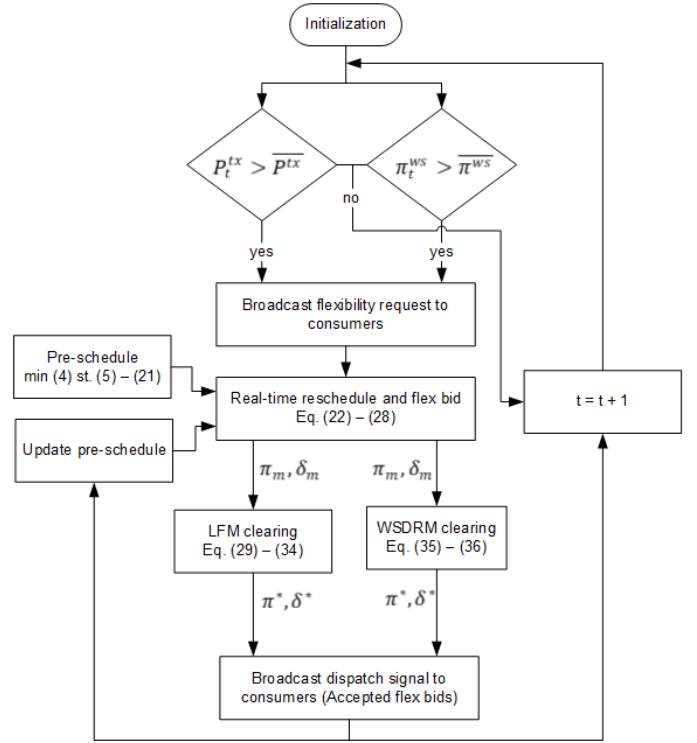 Initialization
P_t^{tx} > \overline{P^{tx}}
π_t^{ws} > \overline{π^{ws}}
no
yes
yes
Broadcast flexibility request to
consumers
Pre-schedule
min (4) st. (5) – (21)
Real-time reschedule and flex bid
Eq. (22) – (28)
t = t + 1
Update pre-schedule
π_m, δ_m
π_m, δ_m
LFM clearing
Eq. (29) – (34)
WSDRM clearing
Eq. (35) – (36)
π*, δ*
π*, δ*
Broadcast dispatch signal to
consumers (Accepted flex bids)